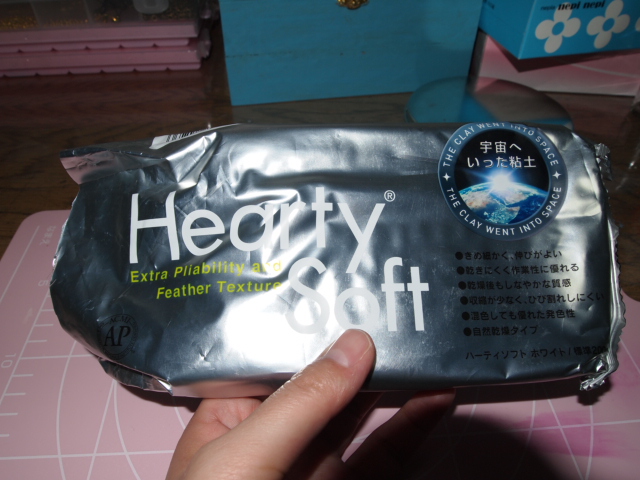 nepi nepi
THE CLAY WENT INTO SPACE
宇宙へ
いった粘土
THE CLAY WENT INTO SPACE
Hearty®
Soft
Extra Pliability and
Feather Texture
●きめ細かく、伸びがよい
●乾きにくく作業性に優れる
●乾燥後もしなやかな質感
●収縮が少なく、ひび割れしにくい
●混色しても優れた発色性
●自然乾燥タイプ
ハーティソフト ホワイト/標準
AP
10